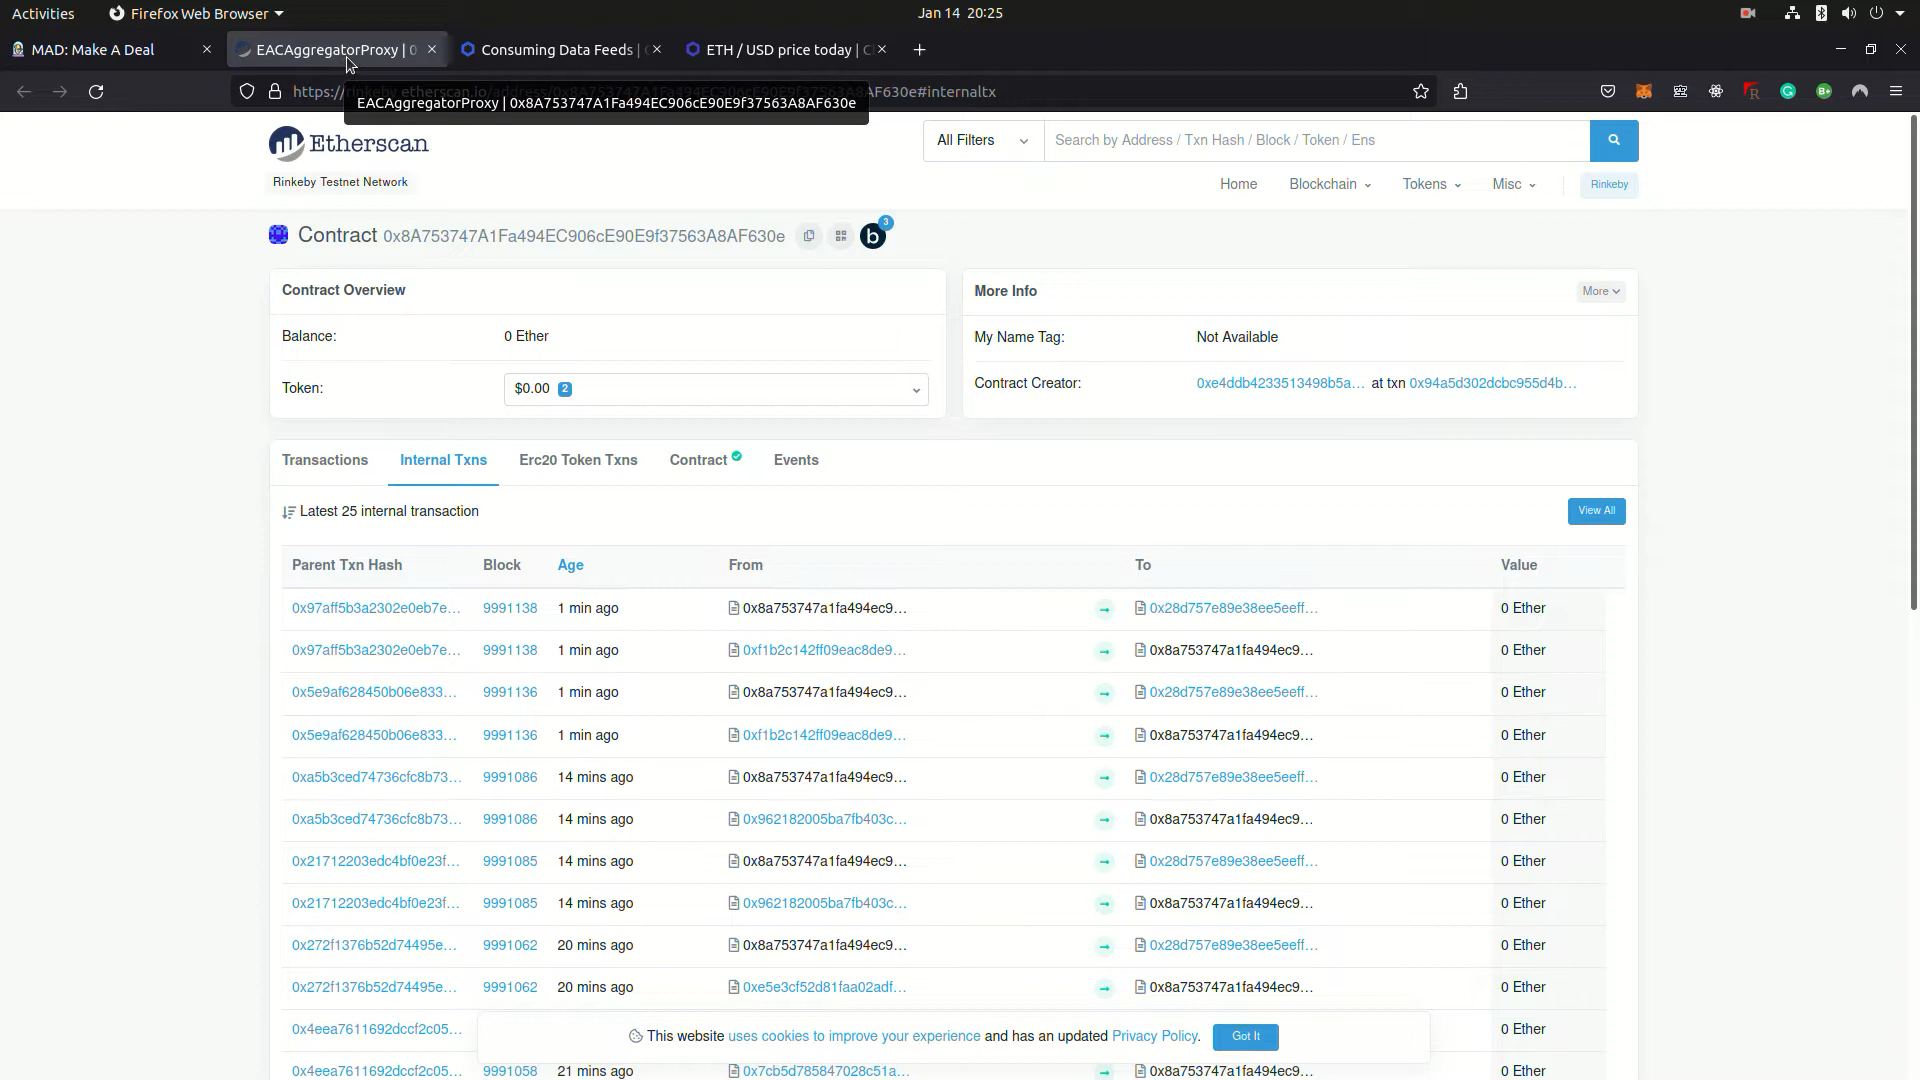 Activities
Firefox Web Browser
Jan 14 20:25
MAD: Make A Deal
EACAggregatorProxy | 0
Consuming Data Feeds |
ETH / USD price today | C
https://rinkeby.etherscan.io/address/0x8A753747A1Fa494EC906cE90E9f37563A8AF630e#internaltx
EACAggregatorProxy | 0x8A753747A1Fa494EC906cE90E9f37563A8AF630e
Etherscan
All Filters
Search by Address / Txn Hash / Block / Token / Ens
Rinkeby Testnet Network
Home
Blockchain
Tokens
Misc
Rinkeby
Contract 0x8A753747A1Fa494EC906cE90E9f37563A8AF630e
b
3
Contract Overview
Balance:
0 Ether
Token:
$0.00 2
More Info
More
My Name Tag:
Not Available
Contract Creator:
0xe4ddb4233513498b5a... at txn 0x94a5d302dcbc955d4b...
Transactions
Internal Txns
Erc20 Token Txns
Contract
Events
Latest 25 internal transaction
View All
Parent Txn Hash Block Age From To Value
0x97aff5b3a2302e0eb7e... 9991138 1 min ago 0x8a753747a1fa494ec9... 0x28d757e89e38ee5eeff... 0 Ether
0x97aff5b3a2302e0eb7e... 9991138 1 min ago 0xf1b2c142ff09eac8de9... 0x8a753747a1fa494ec9... 0 Ether
0x5e9af628450b06e833... 9991136 1 min ago 0x8a753747a1fa494ec9... 0x28d757e89e38ee5eeff... 0 Ether
0x5e9af628450b06e833... 9991136 1 min ago 0xf1b2c142ff09eac8de9... 0x8a753747a1fa494ec9... 0 Ether
0xa5b3ced74736cfc8b73... 9991086 14 mins ago 0x8a753747a1fa494ec9... 0x28d757e89e38ee5eeff... 0 Ether
0xa5b3ced74736cfc8b73... 9991086 14 mins ago 0x962182005ba7fb403c... 0x8a753747a1fa494ec9... 0 Ether
0x21712203edc4bf0e23f... 9991085 14 mins ago 0x8a753747a1fa494ec9... 0x28d757e89e38ee5eeff... 0 Ether
0x21712203edc4bf0e23f... 9991085 14 mins ago 0x962182005ba7fb403c... 0x8a753747a1fa494ec9... 0 Ether
0x272f1376b52d74495e... 9991062 20 mins ago 0x8a753747a1fa494ec9... 0x28d757e89e38ee5eeff... 0 Ether
0x272f1376b52d74495e... 9991062 20 mins ago 0xe5e3cf52d81faa02adf... 0x8a753747a1fa494ec9... 0 Ether
0x4eea7611692dccf2c05... 0 Ether
This website uses cookies to improve your experience and has an updated Privacy Policy.
Got It
0x4eea7611692dccf2c05... 9991058 21 mins ago 0x7cb5d785847028c51a... 0x8a753747a1fa494ec9... 0 Ether